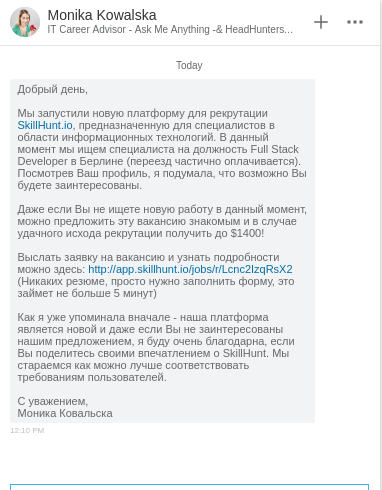 Monika Kowalska
IT Career Advisor - Ask Me Anything -& HeadHunters...
Today
Добрый день,
Мы запустили новую платформу для рекрутации
SkillHunt.io, предназначенную для специалистов в
области информационных технологий. В данный
момент мы ищем специалиста на должность Full Stack
Developer в Берлине (переезд частично оплачивается).
Посмотрев Ваш профиль, я подумала, что возможно Вы
будете заинтересованы.
Даже если Вы не ищете новую работу в данный момент,
можно предложить эту вакансию знакомым и в случае
удачного исхода рекрутации получить до $1400!
Выслать заявку на вакансию и узнать подробности
можно здесь: http://app.skillhunt.io/jobs/r/Lcnc2IzqRsX2
(Никаких резюме, просто нужно заполнить форму, это
займет не больше 5 минут)
Как я уже упоминала вначале - наша платформа
является новой и даже если Вы не заинтересованы
нашим предложением, я буду очень благодарна, если
Вы поделитесь своими впечатлением о SkillHunt. Мы
стараемся как можно лучше соответствовать
требованиям пользователей.
С уважением,
Моника Ковальска
12:10 PM